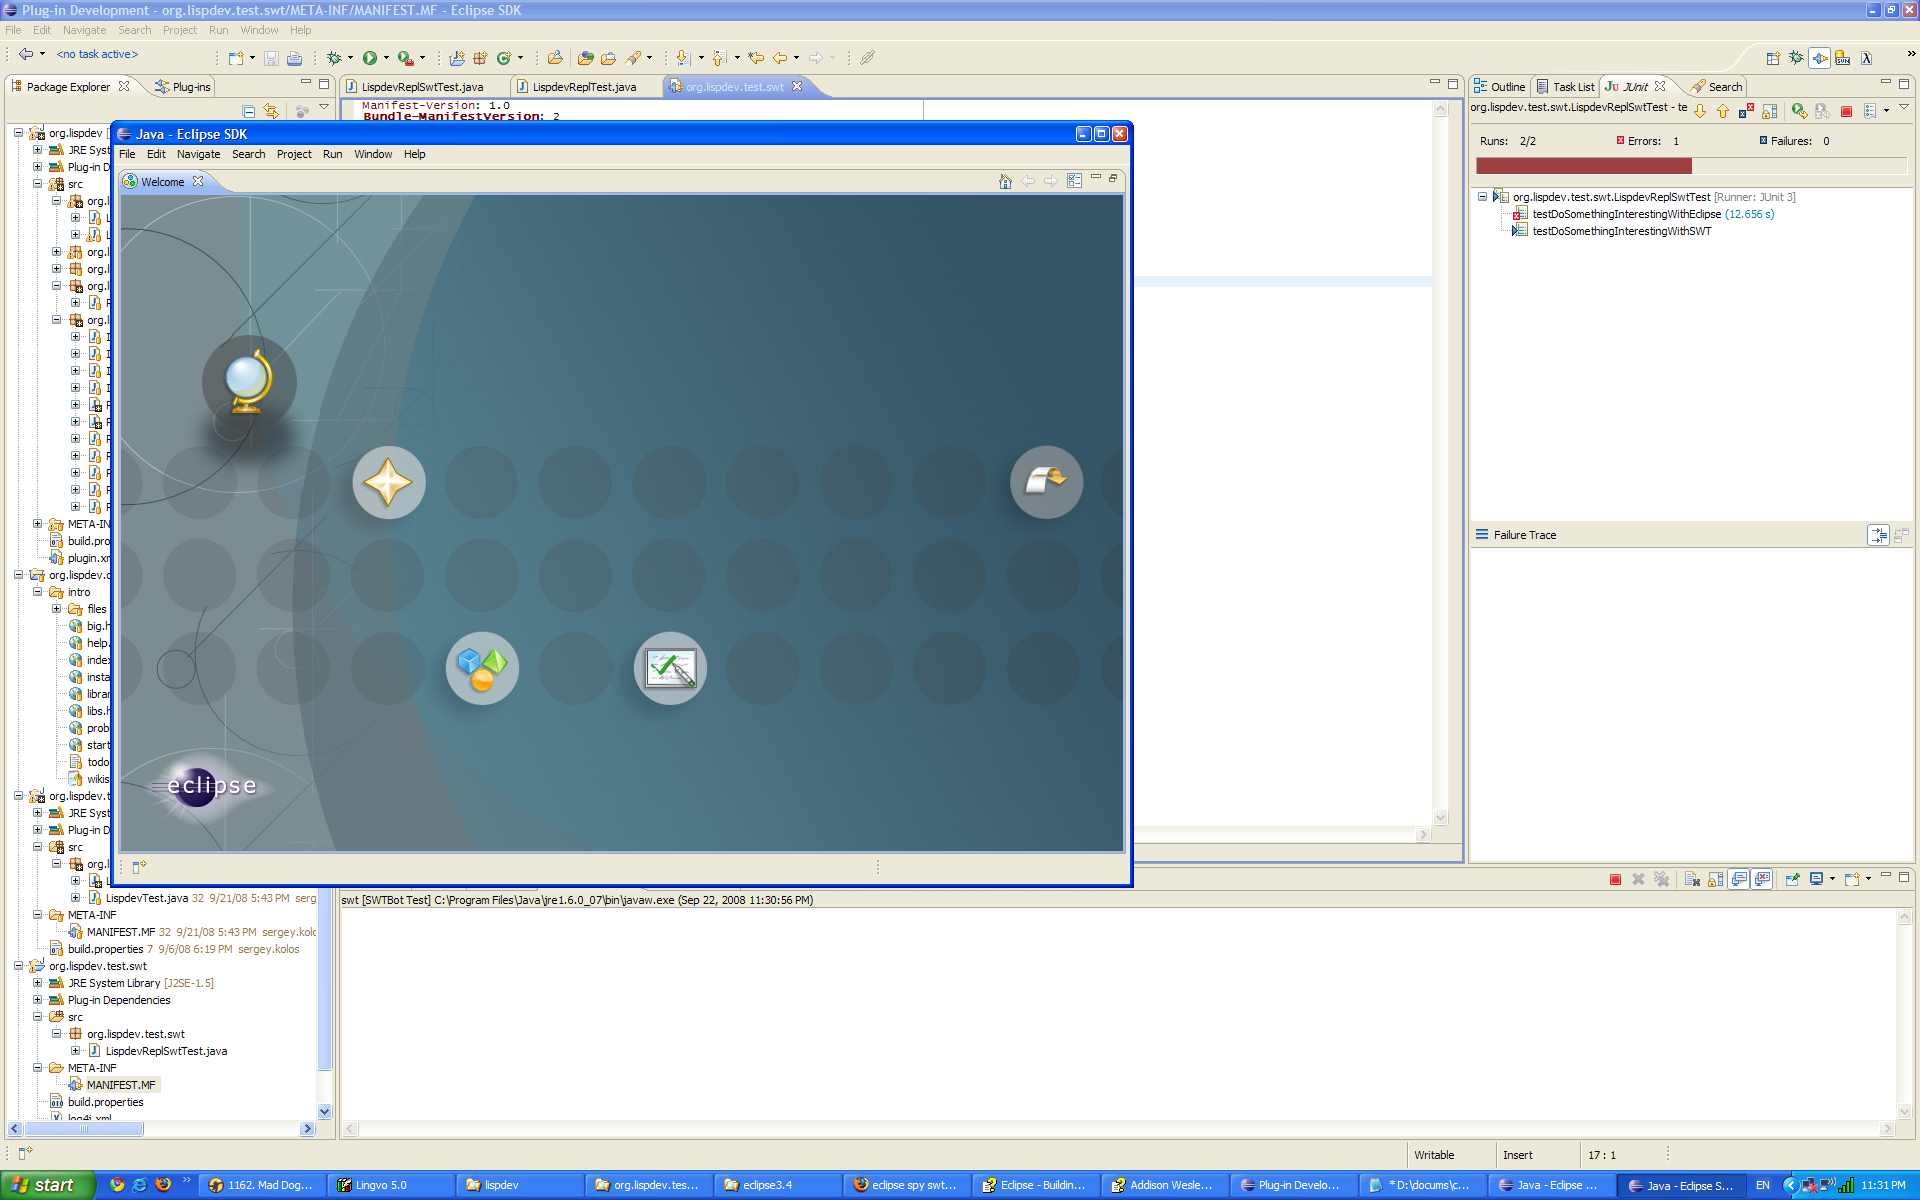 Plug-in Development - org.lispdev.test.swt/META-INF/MANIFEST.MF - Eclipse SDK
File Edit Navigate Search Project Run Window Help
<no task active>
Package Explorer
Plug-ins
LispdevReplSwtTest.java
LispdevReplTest.java
org.lispdev.test.swt
Outline
Task List
JUnit
Search
Manifest-Version: 1.0
Bundle-ManifestVersion: 2
org.lispdev.test.swt.LispdevReplSwtTest - te
Runs: 2/2
Errors: 1
Failures: 0
org.lispdev.test.swt.LispdevReplSwtTest [Runner: JUnit 3]
testDoSomethingInterestingWithEclipse (12.656 s)
testDoSomethingInterestingWithSWT
Failure Trace
Java - Eclipse SDK
File Edit Navigate Search Project Run Window Help
Welcome
eclipse
org.lispdev
JRE Syst
Plug-in D
src
org.l
org.l
org.l
org.l
org.l
META-IN
build.pro
plugin.xm
org.lispdev.
intro
files
big.h
help.
index
insta
librar
libs.h
prob
start
todo
wikis
org.lispdev.t
JRE Syst
Plug-in D
src
org.l
LispdevTest.java 32 9/21/08 5:43 PM serg
META-INF
MANIFEST.MF 32 9/21/08 5:43 PM sergey.kolo
build.properties 7 9/6/08 6:19 PM sergey.kolos
org.lispdev.test.swt
JRE System Library [J2SE-1.5]
Plug-in Dependencies
src
org.lispdev.test.swt
LispdevReplSwtTest.java
META-INF
MANIFEST.MF
build.properties
log4j.xml
swt [SWTBot Test] C:\Program Files\Java\jre1.6.0_07\bin\javaw.exe (Sep 22, 2008 11:30:56 PM)
Writable
Insert
17 : 1
start
1162. Mad Dog...
Lingvo 5.0
lispdev
org.lispdev.tes...
eclipse3.4
eclipse spy swt...
Eclipse - Buildin...
Addison Wesle...
Plug-in Develo...
* D:\docums\c...
Java - Eclipse ...
Java - Eclipse S...
EN
11:31 PM